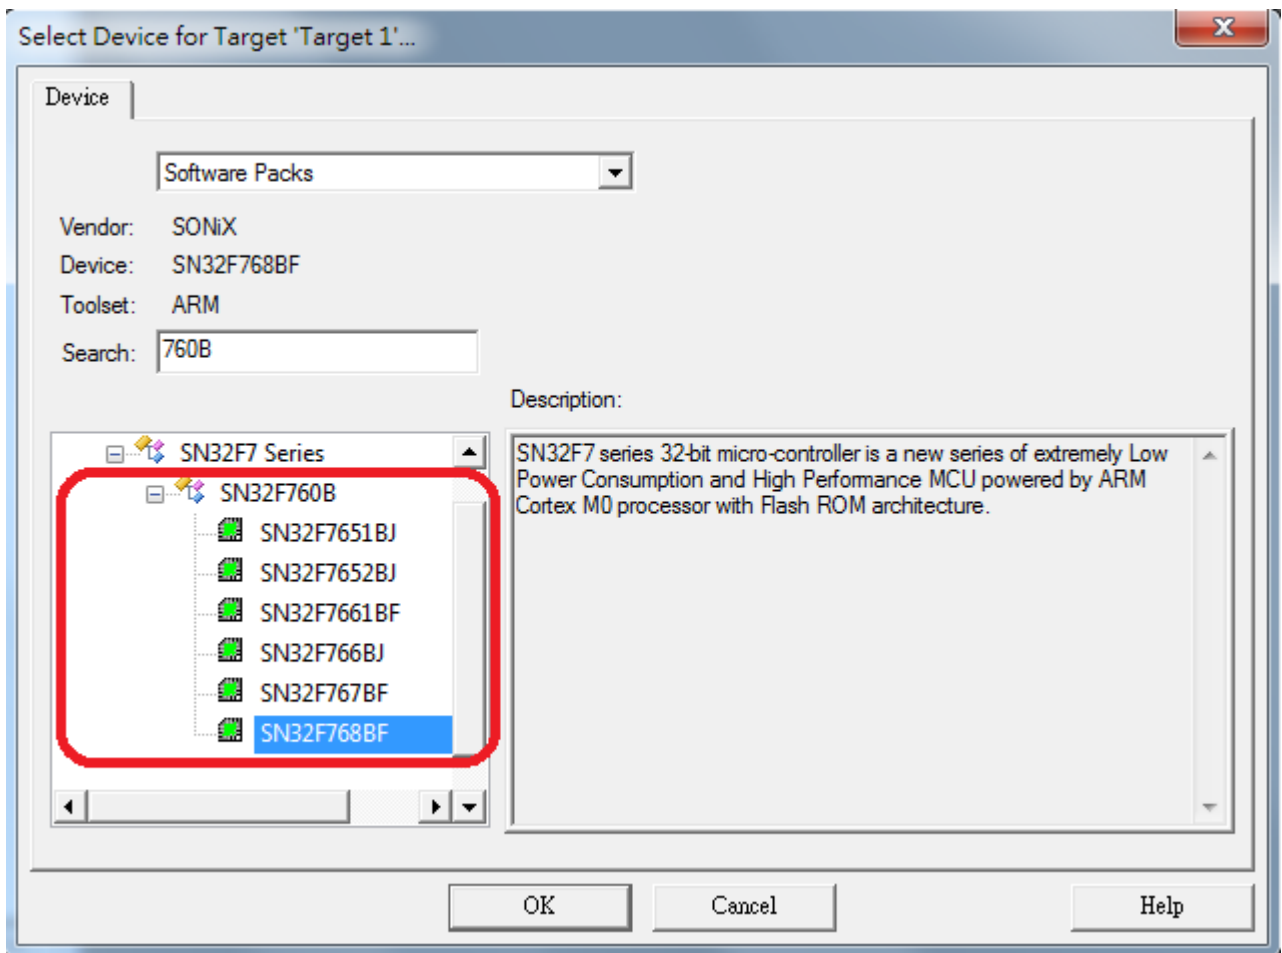 Select Device for Target 'Target 1'...
Device
Software Packs
Vendor: SONiX
Device: SN32F768BF
Toolset: ARM
Search: 760B
Description:
SN32F7 Series
SN32F760B
SN32F7651BJ
SN32F7652BJ
SN32F7661BF
SN32F766BJ
SN32F767BF
SN32F768BF
SN32F7 series 32-bit micro-controller is a new series of extremely Low
Power Consumption and High Performance MCU powered by ARM
Cortex M0 processor with Flash ROM architecture.
OK
Cancel
Help